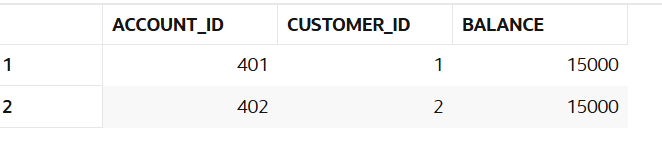 ACCOUNT_ID CUSTOMER_ID BALANCE
1 401 1 15000
2 402 2 15000